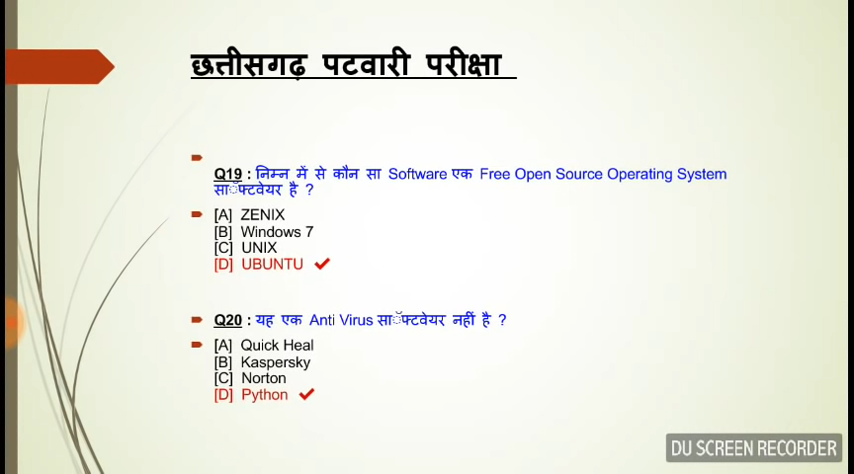 छत्तीसगढ़ पटवारी परीक्षा
Q19 : निम्न में से कौन सा Software एक Free Open Source Operating System
साॅफ्टवेयर है ?
[A] ZENIX
[B] Windows 7
[C] UNIX
[D] UBUNTU ✔
Q20 : यह एक Anti Virus साॅफ्टवेयर नहीं है ?
[A] Quick Heal
[B] Kaspersky
[C] Norton
[D] Python ✔
DU SCREEN RECORDER